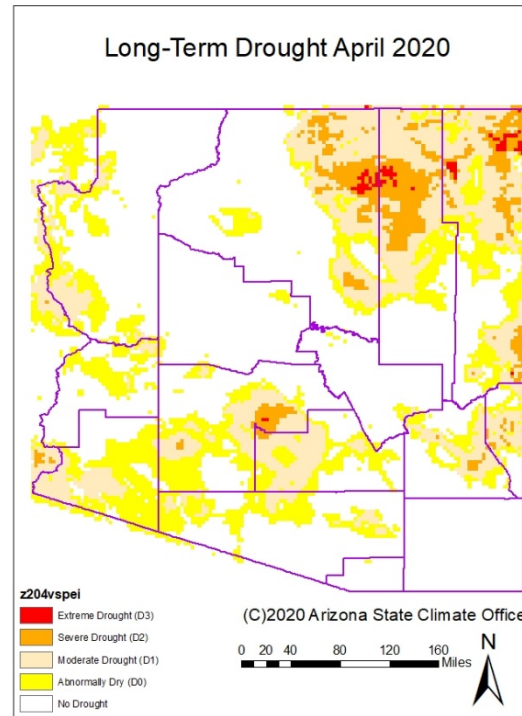 Long-Term Drought April 2020
z204vspei
Extreme Drought (D3)
Severe Drought (D2)
Moderate Drought (D1)
Abnormally Dry (D0)
No Drought
(C)2020 Arizona State Climate Office
0 20 40 80 120 160
Miles
N